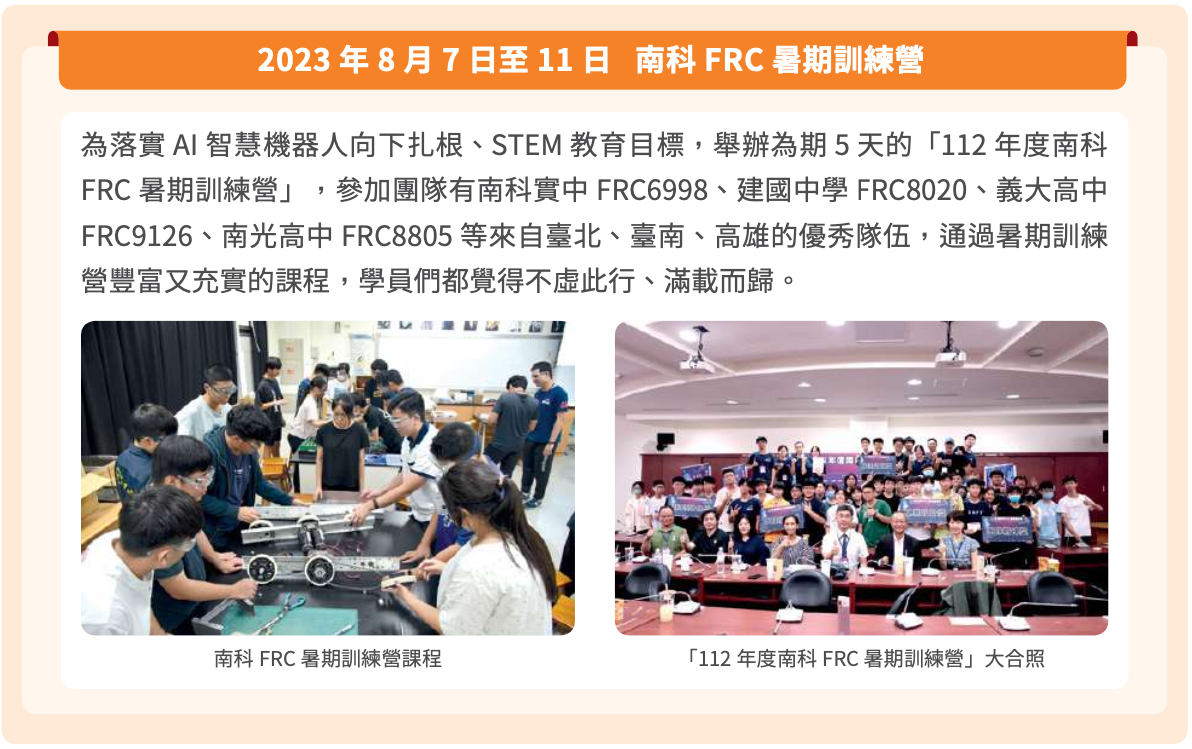 2023 年 8 月 7 日至 11 日 南科 FRC 暑期訓練營
為落實 AI 智慧機器人向下扎根、STEM 教育目標，舉辦為期 5 天的「112 年度南科
FRC 暑期訓練營」，參加團隊有南科實中 FRC6998、建國中學 FRC8020、義大高中
FRC9126、南光高中 FRC8805 等來自臺北、臺南、高雄的優秀隊伍，通過暑期訓練
營豐富又充實的課程，學員們都覺得不虛此行、滿載而歸。
南科 FRC 暑期訓練營課程
「112 年度南科 FRC 暑期訓練營」大合照